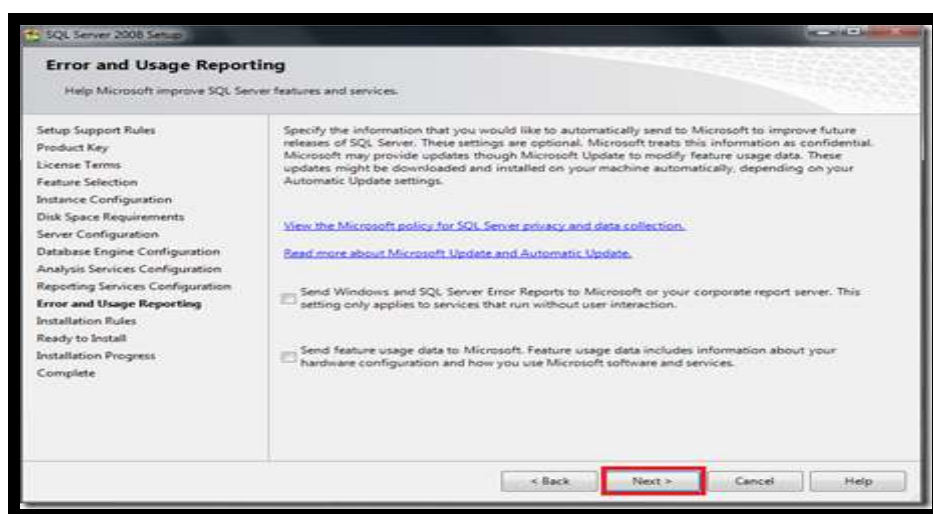 SQL Server 2008 Setup
Error and Usage Reporting
Help Microsoft improve SQL Server features and services.
Setup Support Rules
Product Key
License Terms
Feature Selection
Instance Configuration
Disk Space Requirements
Server Configuration
Database Engine Configuration
Analysis Services Configuration
Reporting Services Configuration
Error and Usage Reporting
Installation Rules
Ready to Install
Installation Progress
Complete
Specify the information that you would like to automatically send to Microsoft to improve future
releases of SQL Server. These settings are optional. Microsoft treats this information as confidential.
Microsoft may provide updates though Microsoft Update to modify feature usage data. These
updates might be downloaded and installed on your machine automatically, depending on your
Automatic Update settings.
View the Microsoft policy for SQL Server privacy and data collection.
Read more about Microsoft Update and Automatic Update.
Send Windows and SQL Server Error Reports to Microsoft or your corporate report server. This
setting only applies to services that run without user interaction.
Send feature usage data to Microsoft. Feature usage data includes information about your
hardware configuration and how you use Microsoft software and services.
< Back
Next >
Cancel
Help